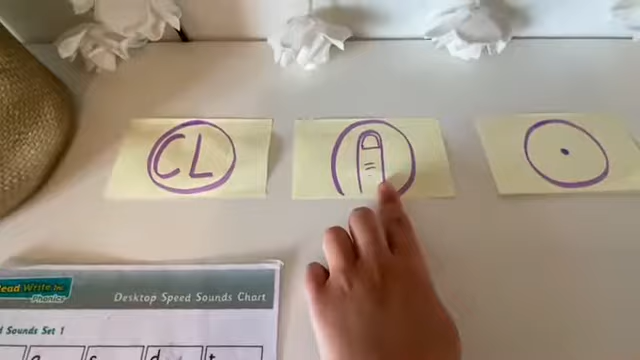 CL
Read Write Inc.
Phonics
Desktop Speed Sounds Chart
d Sounds Set 1